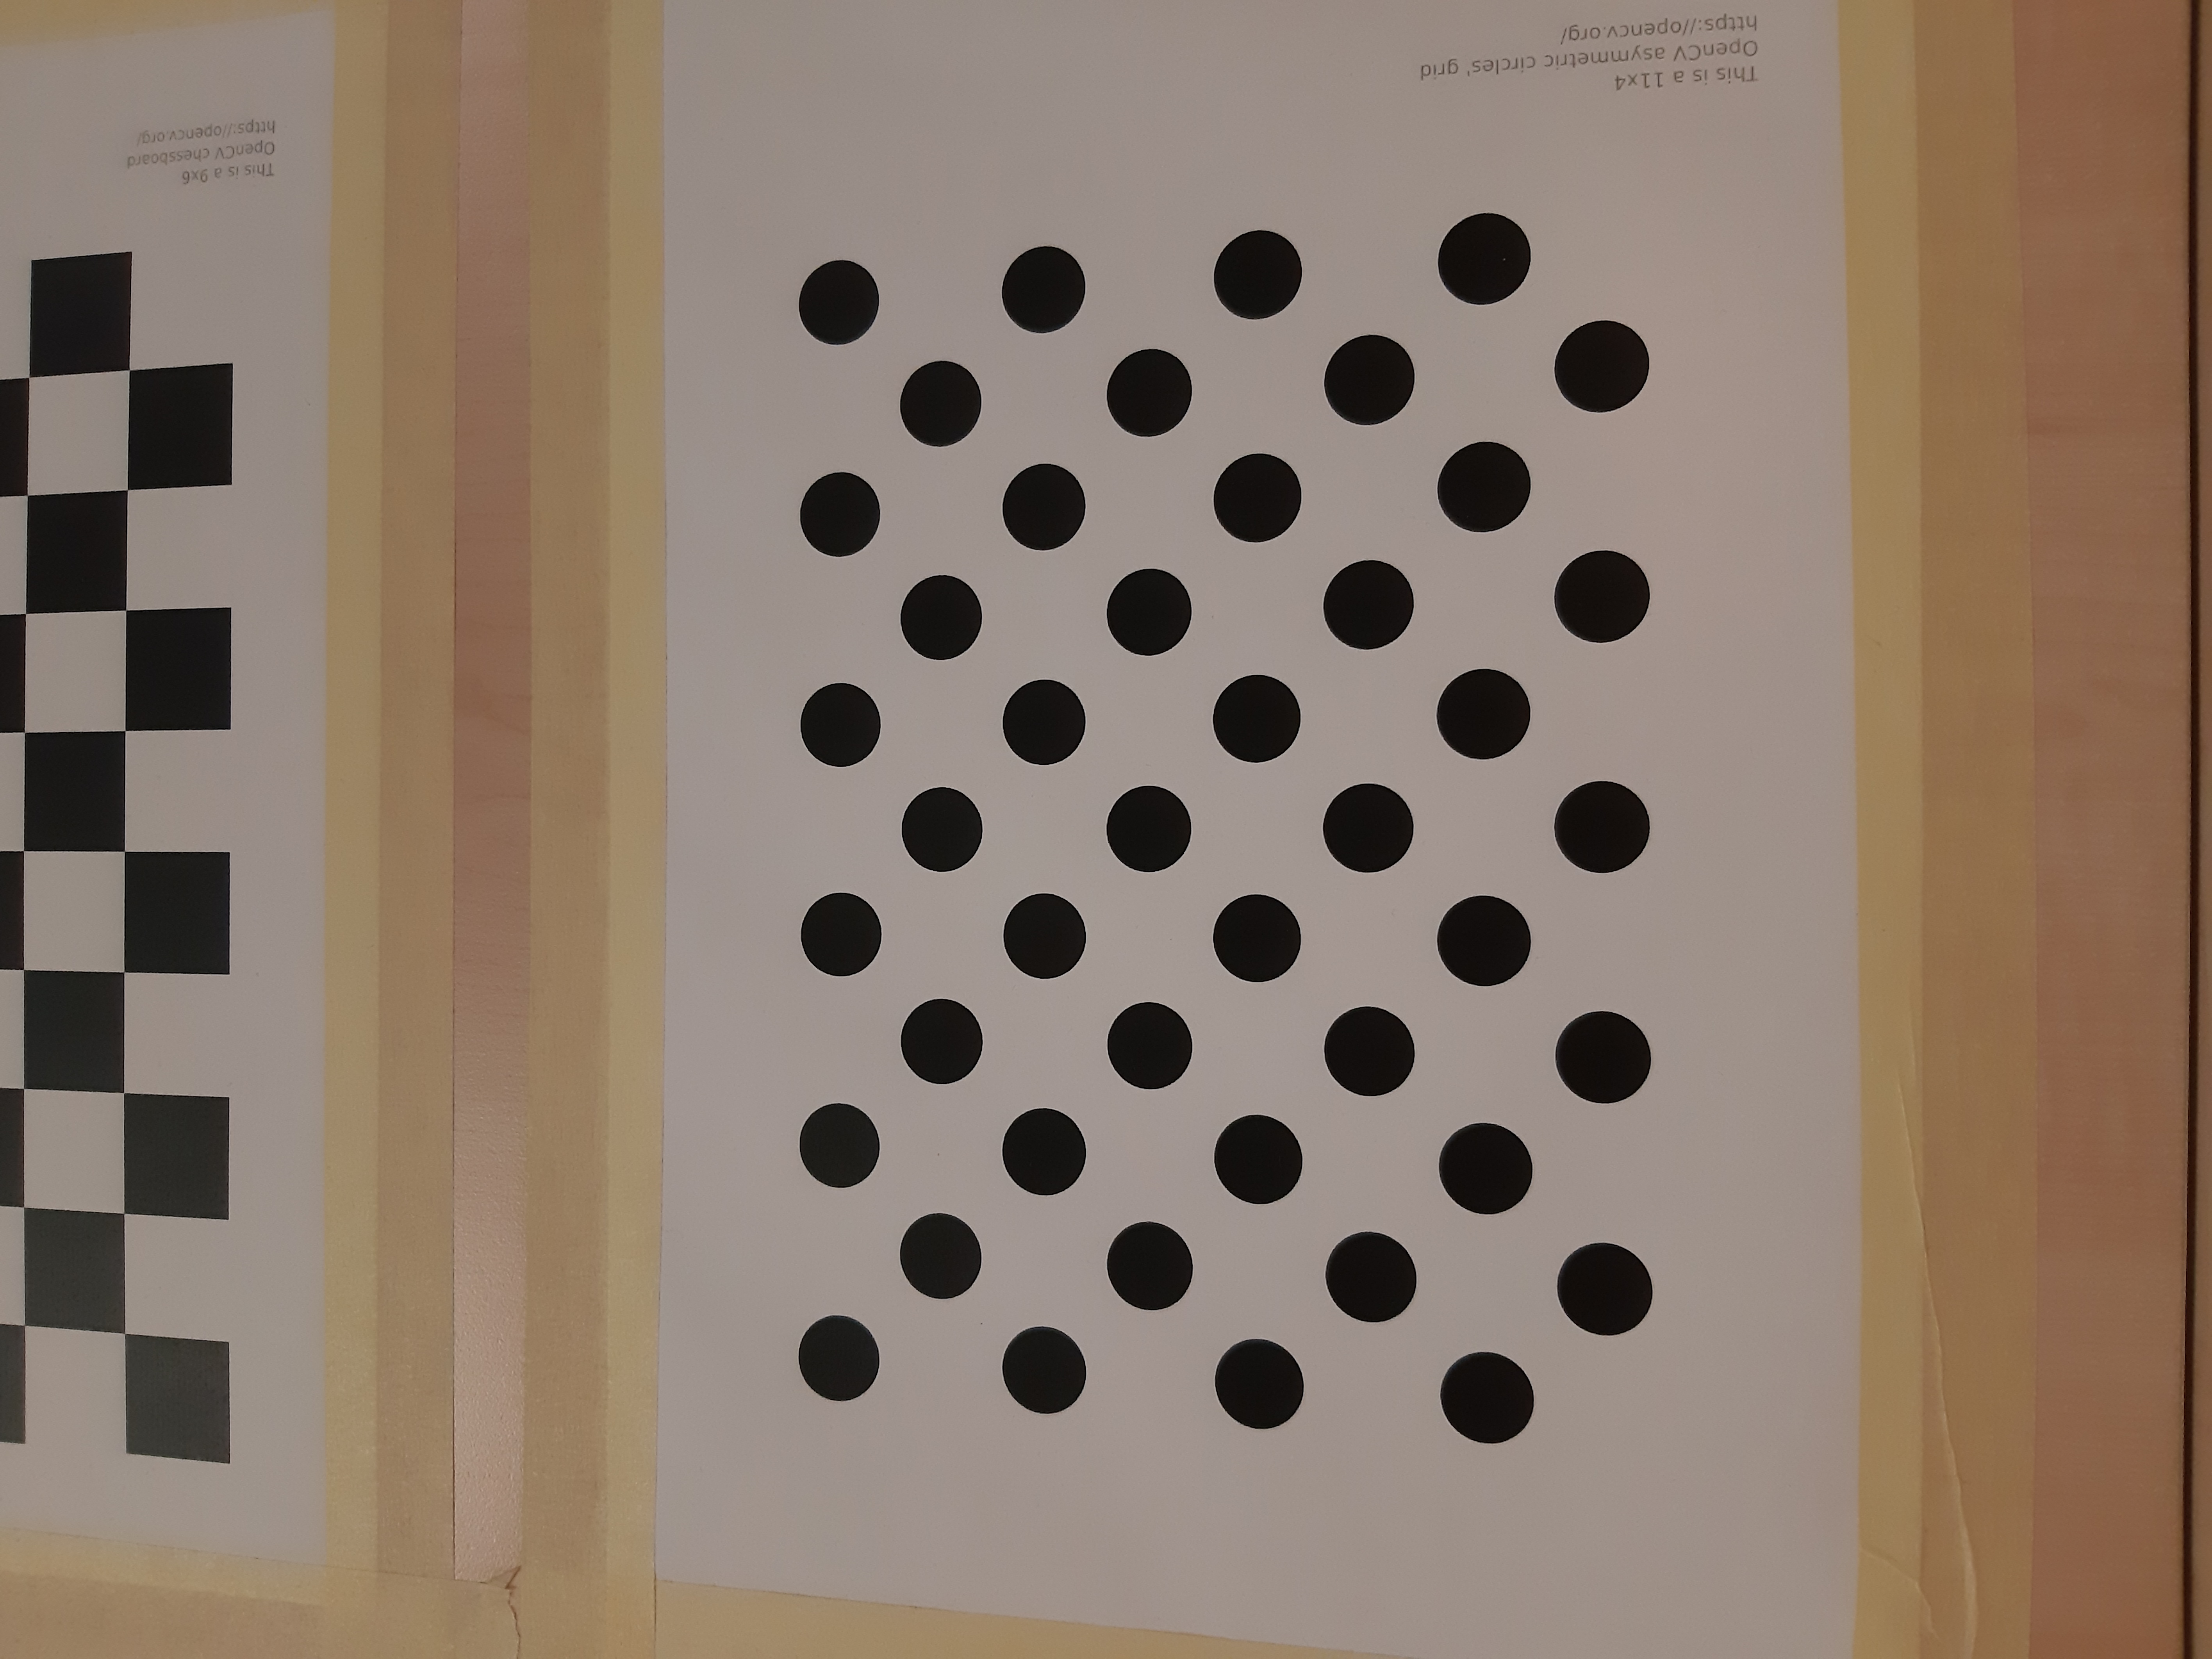 This is a 9x6
OpenCV chessboard
https://opencv.org/
This is a 11x4
OpenCV asymmetric circles' grid
https://opencv.org/